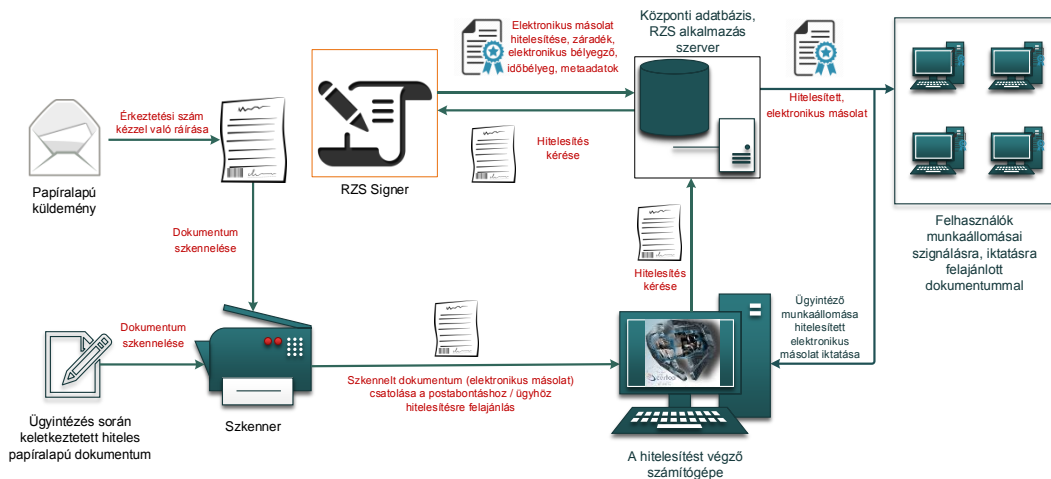 Elektronikus másolat
hitelesítése, záradék,
elektronikus bélyegző,
időbélyeg, metaadatok
Központi adatbázis,
RZS alkalmazás
szerver
Érkeztetési szám
kézzel való ráírása
Hitelesített,
elektronikus másolat
Hitelesítés
kérése
Papíralapú
küldemény
RZS Signer
Felhasználók
munkaállomásai
szignálásra, iktatásra
felajánlott
dokumentummal
Dokumentum
szkennelése
Hitelesítés
kérése
Ügyintéző
munkaállomása
hitelesített
elektronikus
másolat iktatása
Dokumentum
szkennelése
Szkennelt dokumentum (elektronikus másolat)
csatolása a postabontáshoz / ügyhöz
hitelesítésre felajánlás
Ügyintézés során
keletkeztetett hiteles
papíralapú dokumentum
Szkenner
A hitelesítést végző
számítógépe